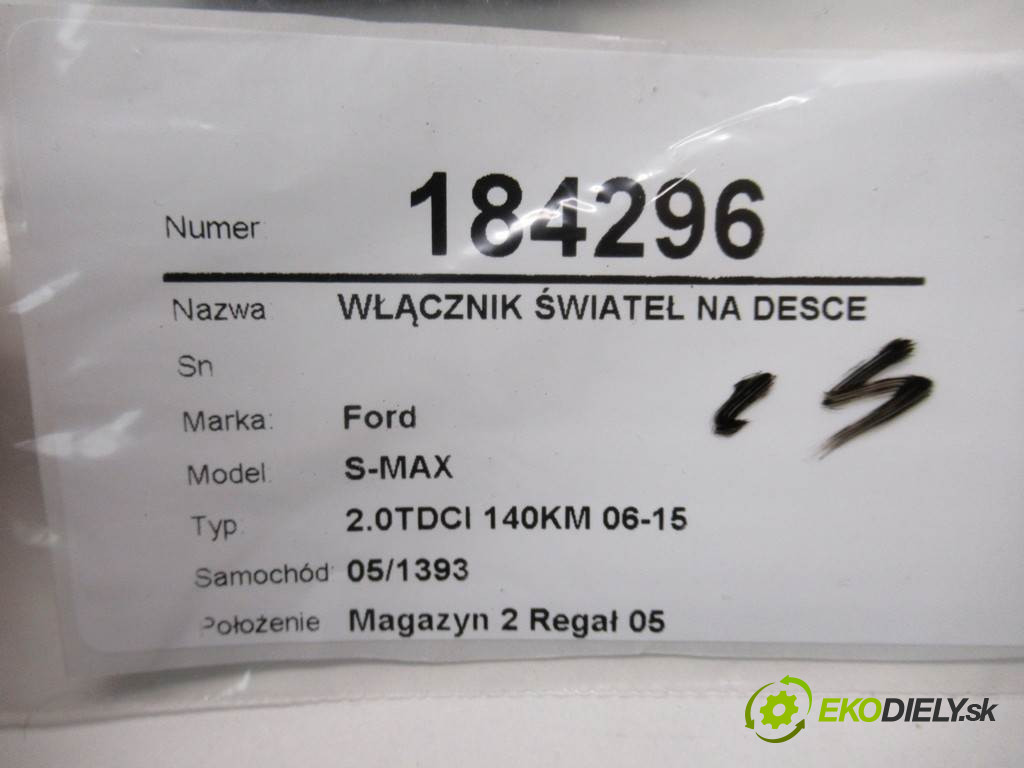 Numer 184296
Nazwa WŁĄCZNIK ŚWIATEŁ NA DESCE
Sn
Marka: Ford
Model. S-MAX
Typ. 2.0TDCI 140KM 06-15
Samochód 05/1393
Położenie Magazyn 2 Regał 05
EKODIELY.sk